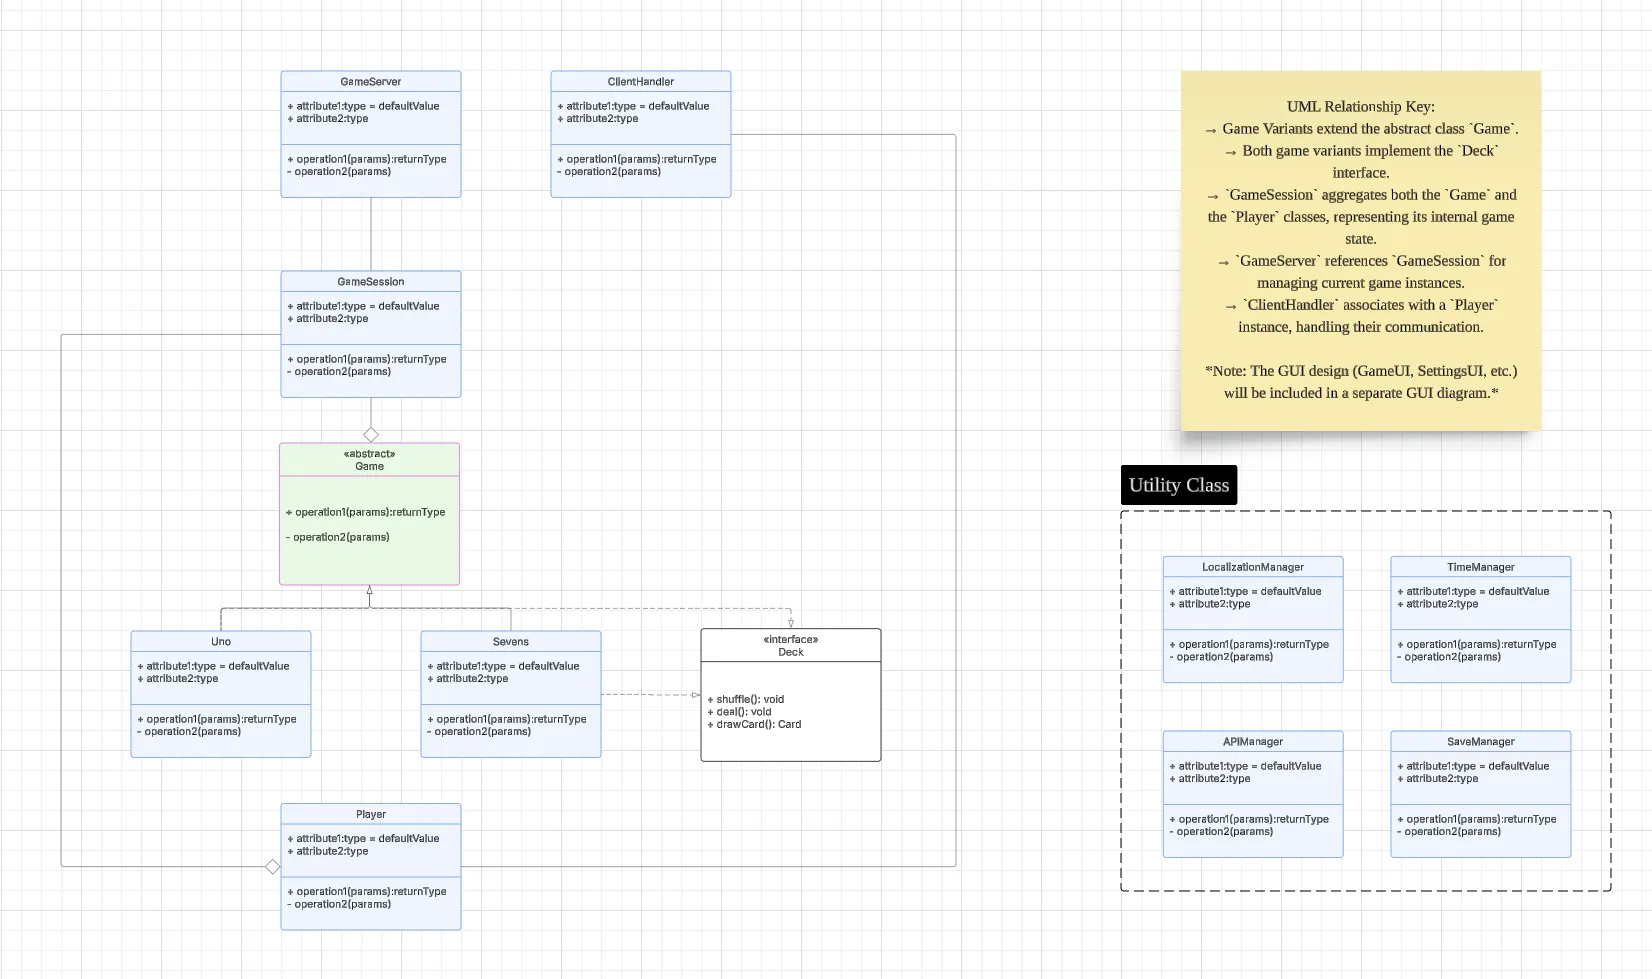 GameServer
+ attribute1:type = defaultValue
+ attribute2:type
+ operation1(params):returnType
- operation2(params)
ClientHandler
+ attribute1:type = defaultValue
+ attribute2:type
+ operation1(params):returnType
- operation2(params)
GameSession
+ attribute1:type = defaultValue
+ attribute2:type
+ operation1(params):returnType
- operation2(params)
«abstract»
Game
+ operation1(params):returnType
- operation2(params)
Uno
+ attribute1:type = defaultValue
+ attribute2:type
+ operation1(params):returnType
- operation2(params)
Sevens
+ attribute1:type = defaultValue
+ attribute2:type
+ operation1(params):returnType
- operation2(params)
«interface»
Deck
+ shuffle(): void
+ deal(): void
+ drawCard(): Card
Player
+ attribute1:type = defaultValue
+ attribute2:type
+ operation1(params):returnType
- operation2(params)
UML Relationship Key:
→ Game Variants extend the abstract class `Game`.
→ Both game variants implement the `Deck`
interface.
→ `GameSession` aggregates both the `Game` and
the `Player` classes, representing its internal game
state.
→ `GameServer` references `GameSession` for
managing current game instances.
→ `ClientHandler` associates with a `Player`
instance, handling their communication.
*Note: The GUI design (GameUI, SettingsUI, etc.)
will be included in a separate GUI diagram.*
Utility Class
LocalizationManager
+ attribute1:type = defaultValue
+ attribute2:type
+ operation1(params):returnType
- operation2(params)
TimeManager
+ attribute1:type = defaultValue
+ attribute2:type
+ operation1(params):returnType
- operation2(params)
APIManager
+ attribute1:type = defaultValue
+ attribute2:type
+ operation1(params):returnType
- operation2(params)
SaveManager
+ attribute1:type = defaultValue
+ attribute2:type
+ operation1(params):returnType
- operation2(params)